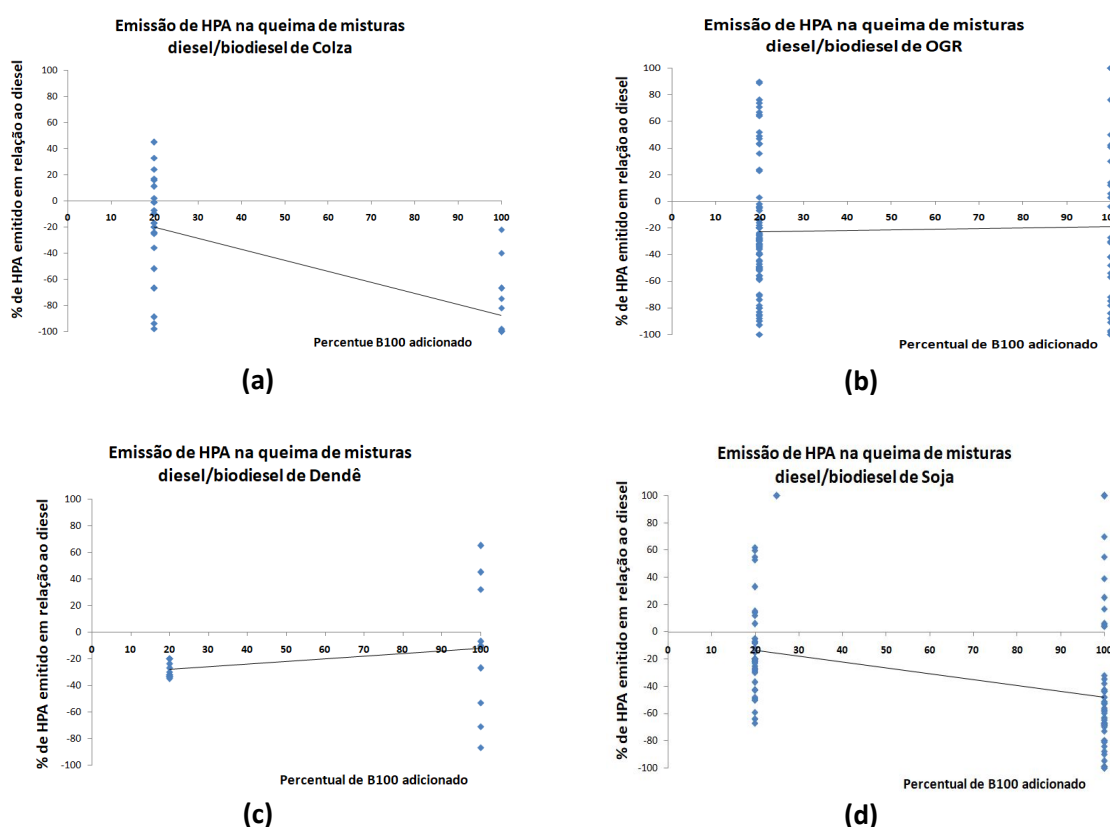 Emissão de HPA na queima de misturas
diesel/biodiesel de Colza
% de HPA emitido em relação ao diesel
100
80
60
40
20
0
-20
-40
-60
-80
-100
0 10 20 30 40 50 60 70 80 90 100
Percentue B100 adicionado
(a)
Emissão de HPA na queima de misturas
diesel/biodiesel de OGR
% de HPA emitido em relação ao diesel
100
80
60
40
20
0
-20
-40
-60
-80
-100
0 10 20 30 40 50 60 70 80 90 10
Percentual de B100 adicionado
(b)
Emissão de HPA na queima de misturas
diesel/biodiesel de Dendê
% de HPA emitido em relação ao diesel
100
80
60
40
20
0
-20
-40
-60
-80
-100
0 10 20 30 40 50 60 70 80 90 100
Percentual de B100 adicionado
(c)
Emissão de HPA na queima de misturas
diesel/biodiesel de Soja
% de HPA emitido em relação ao diesel
100
80
60
40
20
0
-20
-40
-60
-80
-100
0 10 20 30 40 50 60 70 80 90 100
Percentual de B100 adicionado
(d)